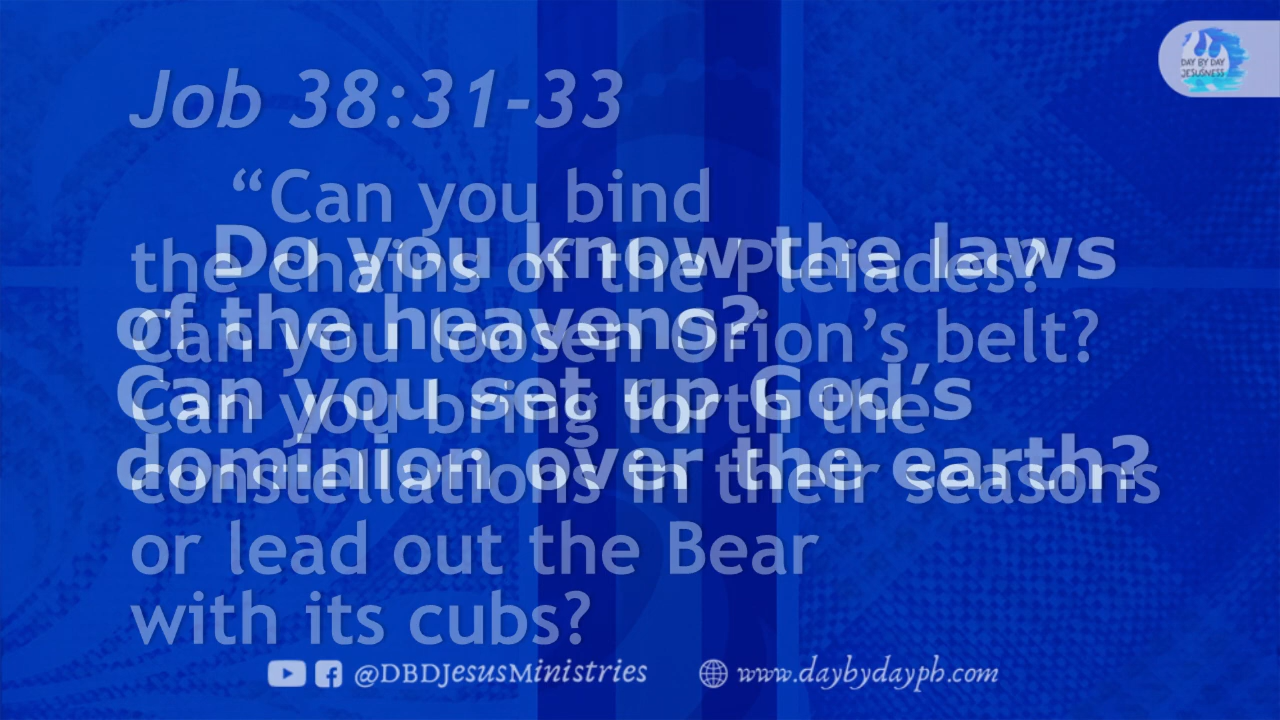 DAY BY DAY
JESUSNESS
Job 38:31-33
“Can you bind
the chains of the Pleiades?
Can you loosen Orion’s belt?
Can you bring forth the
constellations in their seasons
or lead out the Bear
with its cubs?
Do you know the laws
of the heavens?
Can you set up God’s
dominion over the earth?
@DBDJesusMinistries
www.daybydayph.com